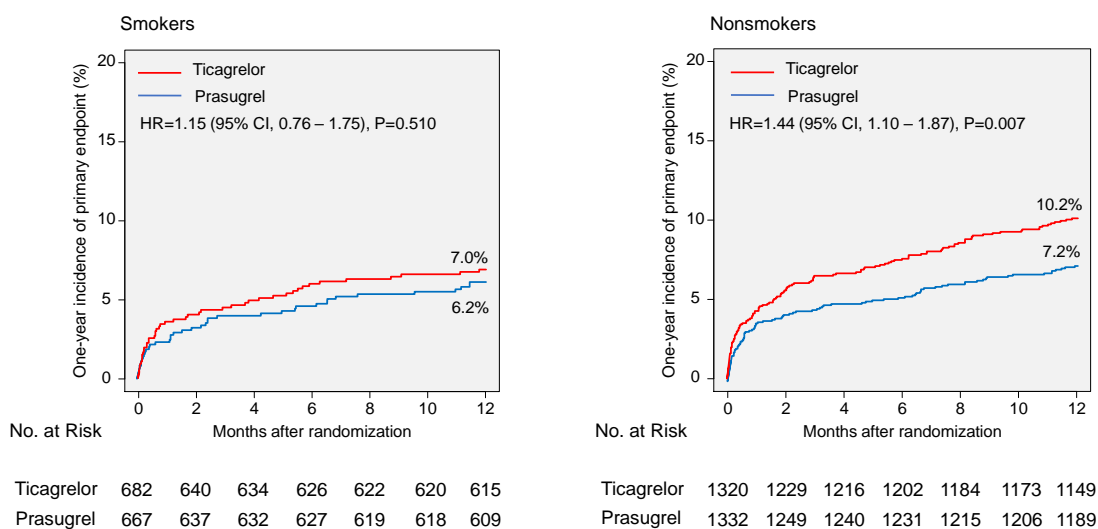 Smokers
One-year incidence of primary endpoint (%)
20
15
10
5
0
Ticagrelor
Prasugrel
HR=1.15 (95% CI, 0.76 – 1.75), P=0.510
7.0%
6.2%
0 2 4 6 8 10 12
Months after randomization
No. at Risk
Ticagrelor 682 640 634 626 622 620 615
Prasugrel 667 637 632 627 619 618 609
Nonsmokers
One-year incidence of primary endpoint (%)
20
15
10
5
0
Ticagrelor
Prasugrel
HR=1.44 (95% CI, 1.10 – 1.87), P=0.007
10.2%
7.2%
0 2 4 6 8 10 12
Months after randomization
No. at Risk
Ticagrelor 1320 1229 1216 1202 1184 1173 1149
Prasugrel 1332 1249 1240 1231 1215 1206 1189